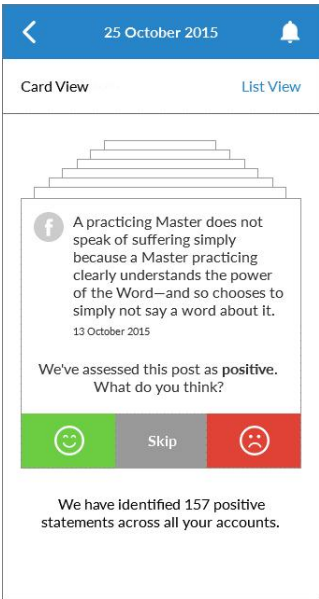 25 October 2015
Card View
List View
f
A practicing Master does not
speak of suffering simply
because a Master practicing
clearly understands the power
of the Word—and so chooses to
simply not say a word about it.
13 October 2015
We've assessed this post as positive.
What do you think?
Skip
We have identified 157 positive
statements across all your accounts.